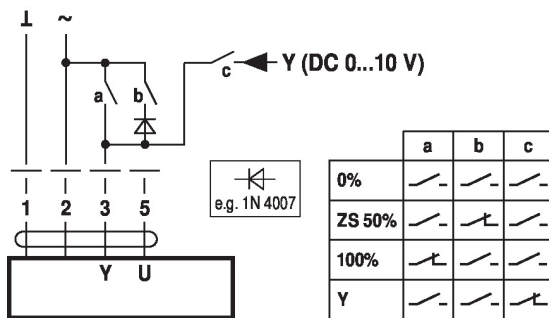 ⊥ ~
a b c Y (DC 0...10 V)
1 2 3 5
Y U
e.g. 1N 4007
a b c
0%
ZS 50%
100%
Y